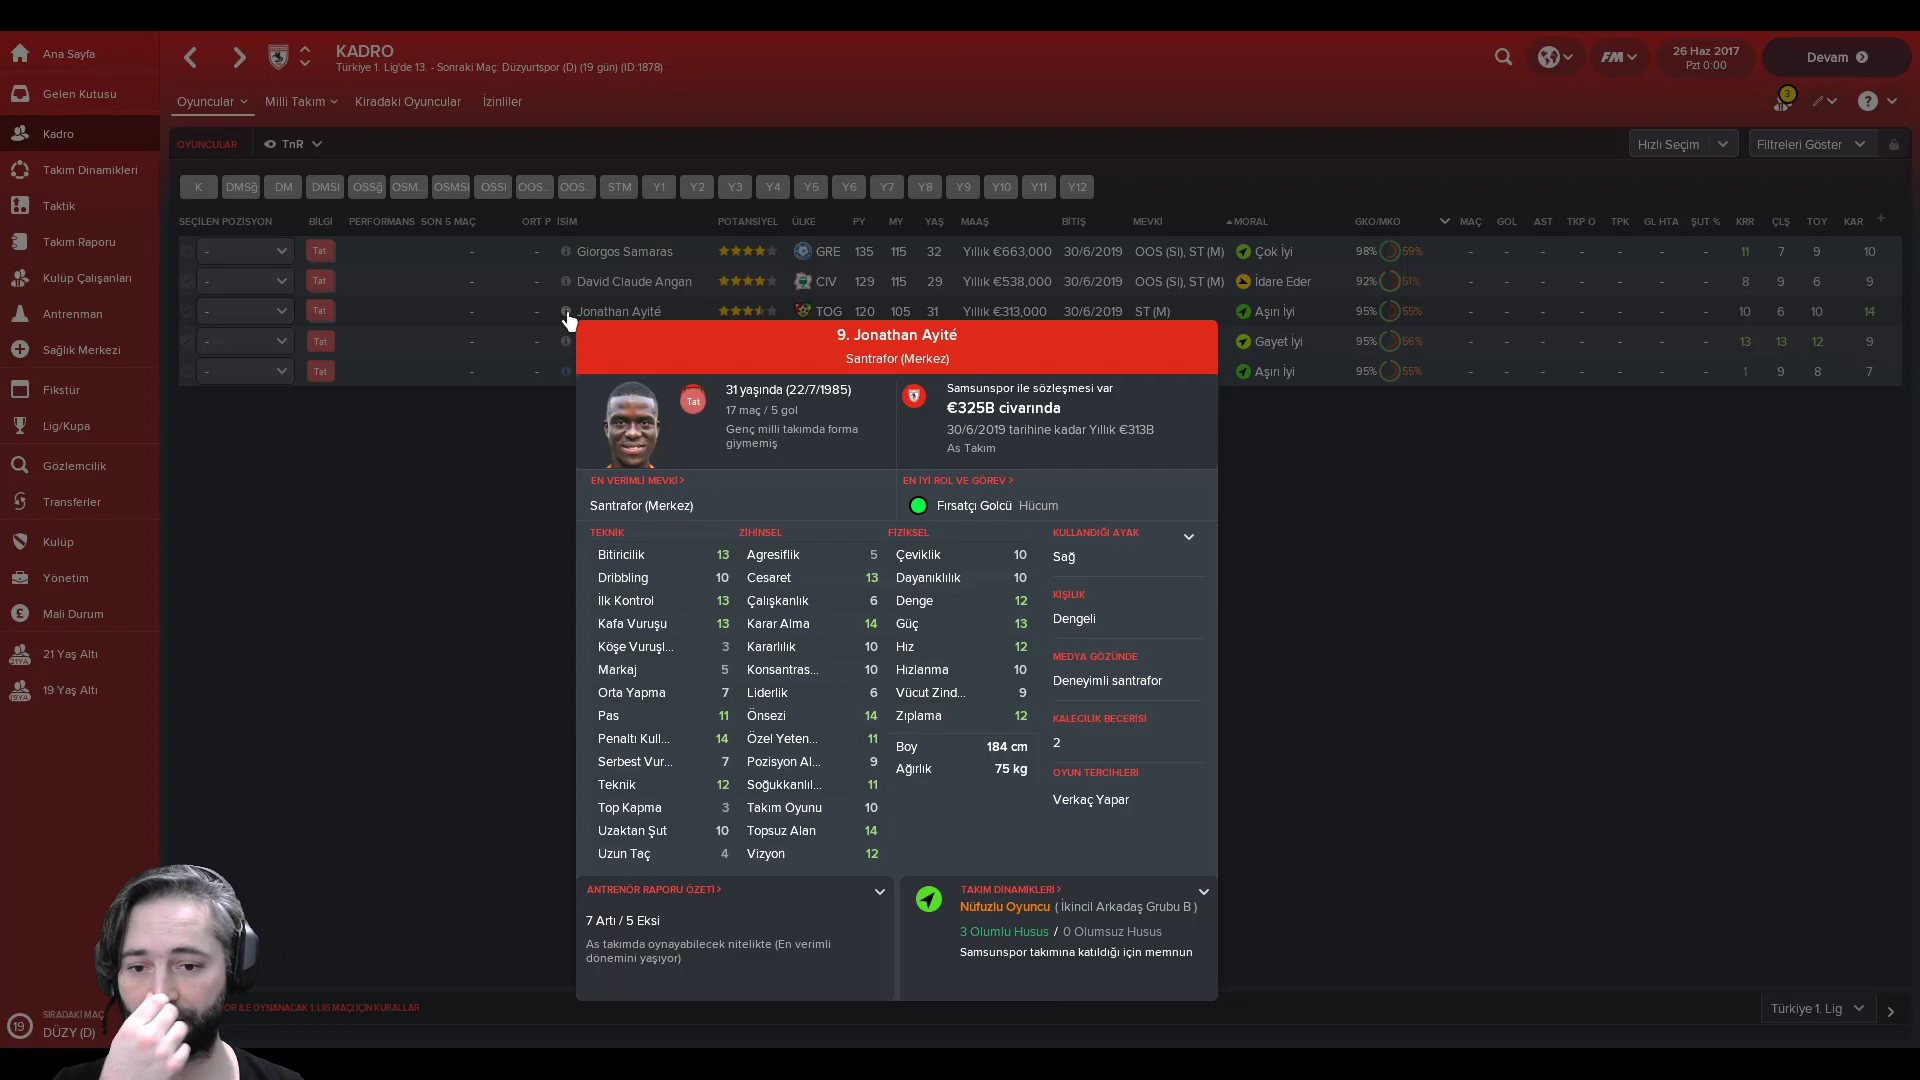 Ana Sayfa
Gelen Kutusu
Kadro
Takım Dinamikleri
Taktik
Takım Raporu
Kulüp Çalışanları
Antrenman
Sağlık Merkezi
Fikstür
Lig/Kupa
Gözlemcilik
Transferler
Kulüp
Yönetim
Mali Durum
21 Yaş Altı
19 Yaş Altı
19
SIRADAKİ MAÇ
DÜZY (D)
KADRO
Türkiye 1. Lig'de 13. - Sonraki Maç: Düzyurtspor (D) (19 gün) (ID:1878)
FM
26 Haz 2017
Pzt 0:00
Devam
Oyuncular Milli Takım Kiradaki Oyuncular İzinliler
3
?
OYUNCULAR TnR Hızlı Seçim Filtreleri Göster
K DMSğ DM DMSl OSSğ OSM... OSMSl OSSl OOS... OOS... STM Y1 Y2 Y3 Y4 Y5 Y6 Y7 Y8 Y9 Y10 Y11 Y12
SEÇİLEN POZİSYON BİLGİ PERFORMANS SON 5 MAÇ ORT P İSİM POTANSİYEL ÜLKE PY MY YAŞ MAAŞ BİTİŞ MEVKİ MORAL GKO/MKO MAÇ GOL AST TKP O TPK GL HTA ŞUT % KRR ÇLŞ TOY KAR +
- Tat - - Giorgos Samaras GRE 135 115 32 Yıllık €663,000 30/6/2019 OOS (Sl), ST (M) Çok İyi 98% 59% - - - - - - - 11 7 9 10
- Tat - - David Claude Angan CIV 129 115 29 Yıllık €538,000 30/6/2019 OOS (Sl), ST (M) İdare Eder 92% 51% - - - - - - - 8 9 6 9
- Tat - - Jonathan Ayité TOG 120 105 31 Yıllık €313,000 30/6/2019 ST (M) Aşırı İyi 95% 55% - - - - - - - 10 6 10 14
- Tat - - Gayet İyi 95% 56% - - - - - - - 13 13 12 9
- Tat - - Aşırı İyi 95% 55% - - - - - - - 1 9 8 7
9. Jonathan Ayité
Santrafor (Merkez)
Tat
31 yaşında (22/7/1985)
17 maç / 5 gol
Genç milli takımda forma
giymemiş
Samsunspor ile sözleşmesi var
€325B civarında
30/6/2019 tarihine kadar Yıllık €313B
As Takım
EN VERİMLİ MEVKİ >
Santrafor (Merkez)
EN İYİ ROL VE GÖREV >
Fırsatçı Golcü Hücum
TEKNİK
Bitiricilik 13
Dribbling 10
İlk Kontrol 13
Kafa Vuruşu 13
Köşe Vuruşl... 3
Markaj 5
Orta Yapma 7
Pas 11
Penaltı Kull... 14
Serbest Vur... 7
Teknik 12
Top Kapma 3
Uzaktan Şut 10
Uzun Taç 4
ZİHİNSEL
Agresiflik 5
Cesaret 13
Çalışkanlık 6
Karar Alma 14
Kararlılık 10
Konsantras... 10
Liderlik 6
Önsezi 14
Özel Yeten... 11
Pozisyon Al... 9
Soğukkanlıl... 11
Takım Oyunu 10
Topsuz Alan 14
Vizyon 12
FİZİKSEL
Çeviklik 10
Dayanıklılık 10
Denge 12
Güç 13
Hız 12
Hızlanma 10
Vücut Zind... 9
Zıplama 12
Boy 184 cm
Ağırlık 75 kg
KULLANDIĞI AYAK
Sağ
KİŞİLİK
Dengeli
MEDYA GÖZÜNDE
Deneyimli santrafor
KALECİLİK BECERİSİ
2
OYUN TERCİHLERİ
Verkaç Yapar
ANTRENÖR RAPORU ÖZETİ >
7 Artı / 5 Eksi
As takımda oynayabilecek nitelikte (En verimli
dönemini yaşıyor)
TAKIM DİNAMİKLERİ >
Nüfuzlu Oyuncu ( İkincil Arkadaş Grubu B )
3 Olumlu Husus / 0 Olumsuz Husus
Samsunspor takımına katıldığı için memnun
İLE OYNANACAK 1. LİG MAÇI İÇİN KURALLAR
Türkiye 1. Lig